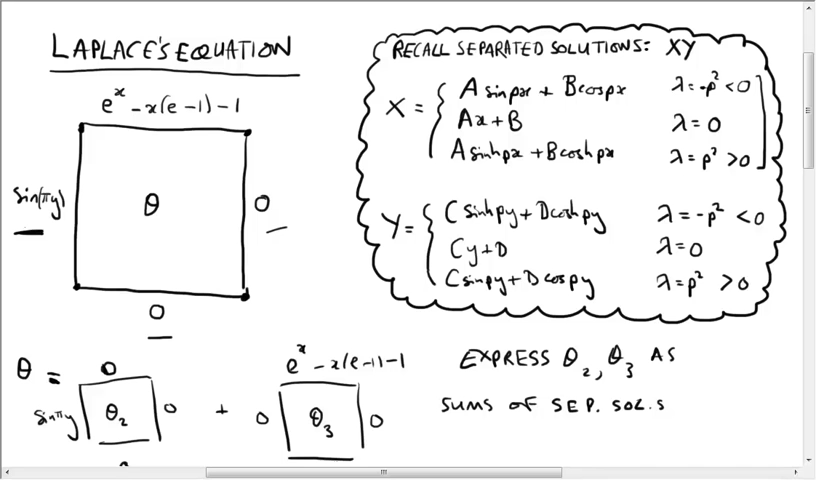 LAPLACE'S EQUATION
e^x - x(e-1) - 1
sin(πy)
θ
0
0
RECALL SEPARATED SOLUTIONS: XY
X = { A sin px + B cos px λ = -p² < 0
Ax + B λ = 0
A sinh px + B cosh px λ = p² > 0
Y = { C sinh py + D cosh py λ = -p² < 0
Cy + D λ = 0
C sin py + D cos py λ = p² > 0
θ =
0
sin πy
θ₂
0
+
e^x - x(e-1) - 1
0
θ₃
0
EXPRESS θ₂, θ₃ AS
SUMS OF SEP. SOL.S